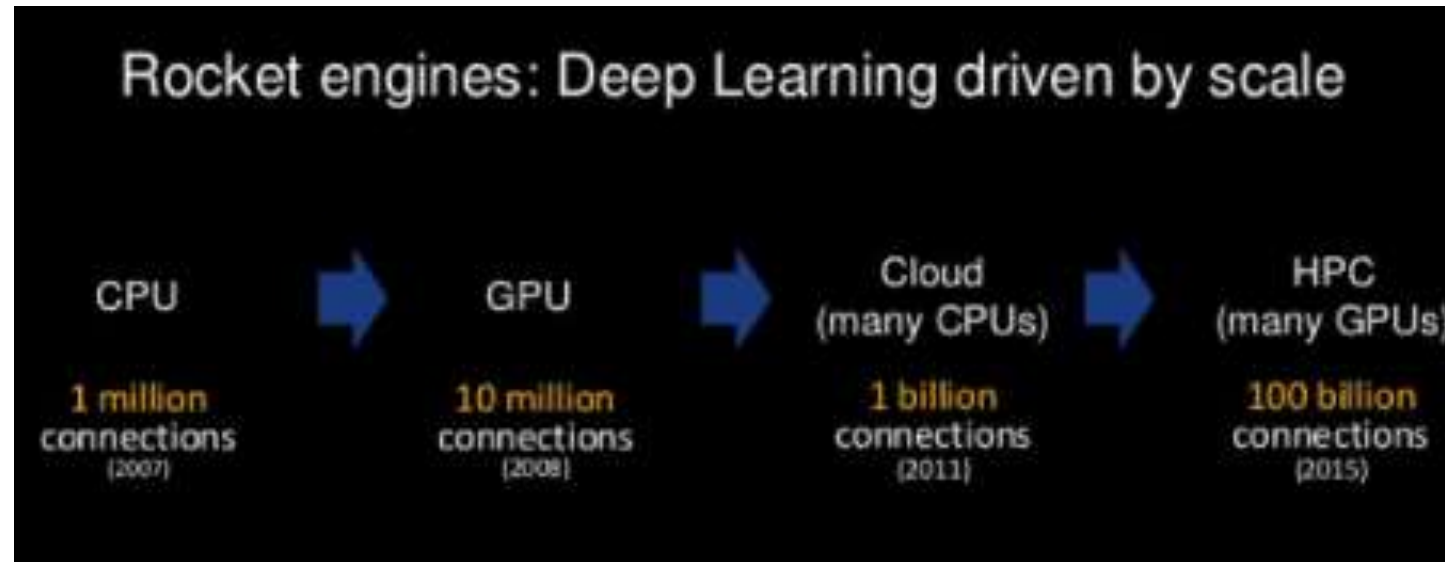 Rocket engines: Deep Learning driven by scale
CPU
1 million
connections
(2007)
GPU
10 million
connections
(2008)
Cloud
(many CPUs)
1 billion
connections
(2011)
HPC
(many GPUs)
100 billion
connections
(2015)